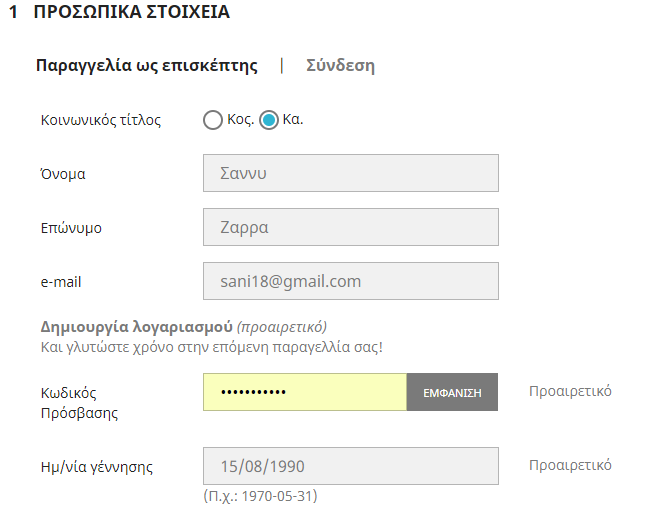 1 ΠΡΟΣΩΠΙΚΑ ΣΤΟΙΧΕΙΑ
Παραγγελία ως επισκέπτης | Σύνδεση
Κοινωνικός τίτλος Κος. Κα.
Όνομα Σαννυ
Επώνυμο Ζαρρα
e-mail sani18@gmail.com
Δημιουργία λογαριασμού (προαιρετικό)
Και γλυτώστε χρόνο στην επόμενη παραγγελλία σας!
Κωδικός Πρόσβασης ••••••••••• ΕΜΦΑΝΙΣΗ Προαιρετικό
Ημ/νία γέννησης 15/08/1990 Προαιρετικό
(Π.χ.: 1970-05-31)